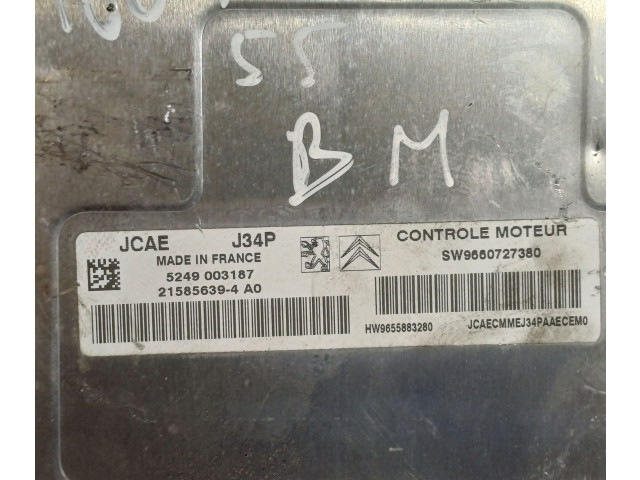 55
BM
JCAE J34P
MADE IN FRANCE
5249 003187
21585639-4 A0
CONTROLE MOTEUR
SW9660727380
HW9655883280 JCAECMMEJ34PAAECEM0